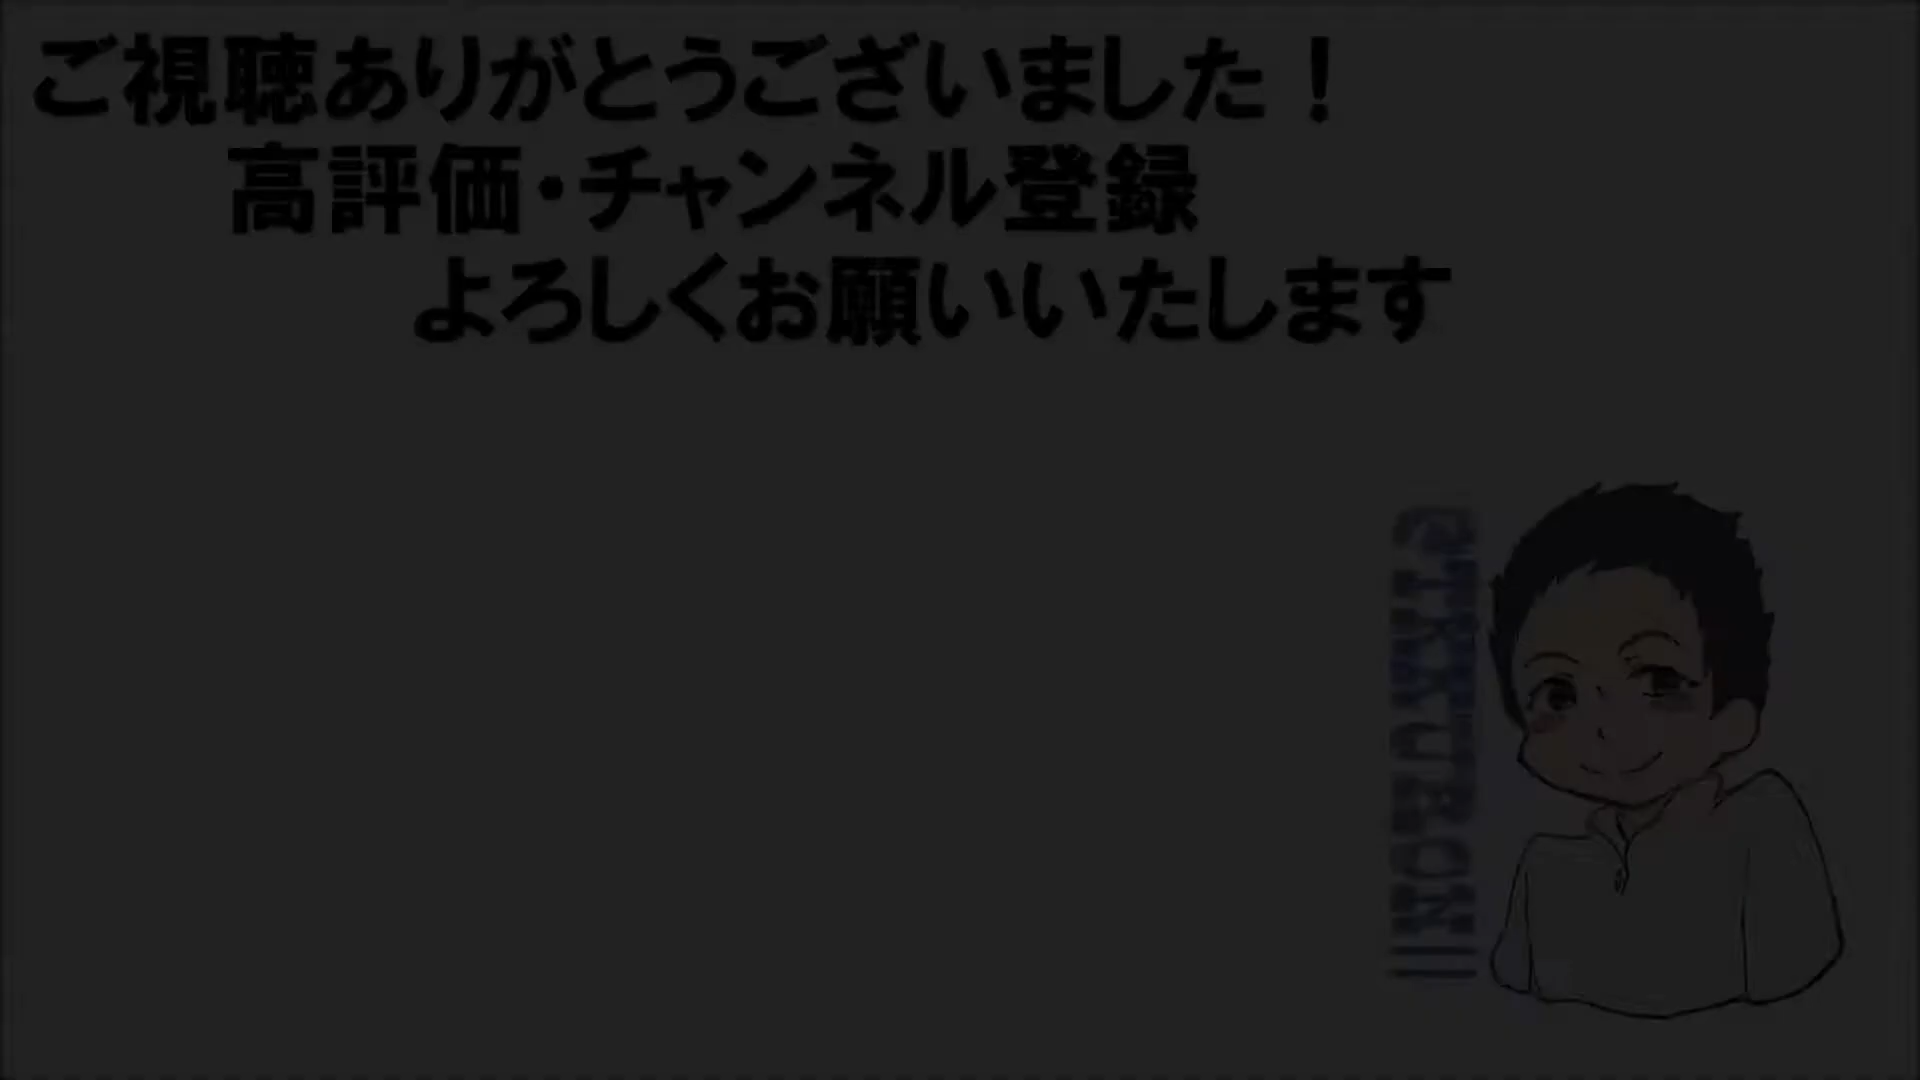 ご視聴ありがとうございました！
高評価・チャンネル登録
よろしくお願いいたします